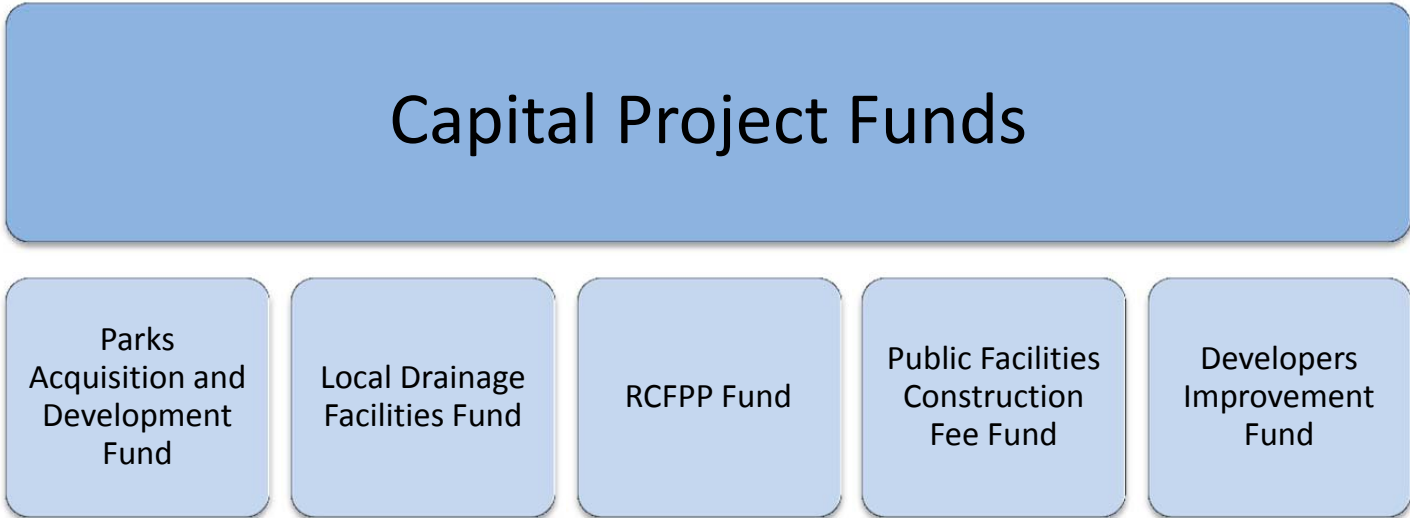 Capital Project Funds
Parks
Acquisition and
Development
Fund
Local Drainage
Facilities Fund
RCFPP Fund
Public Facilities
Construction
Fee Fund
Developers
Improvement
Fund